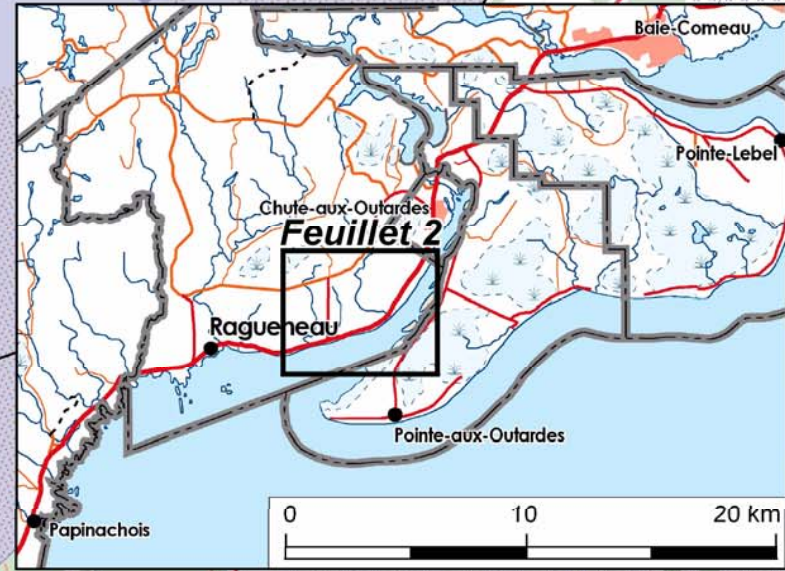 Baie-Comeau
Pointe-Lebel
Chute-aux-Outardes
Feuillet 2
Ragueneau
Pointe-aux-Outardes
Papinachois
0 10 20 km